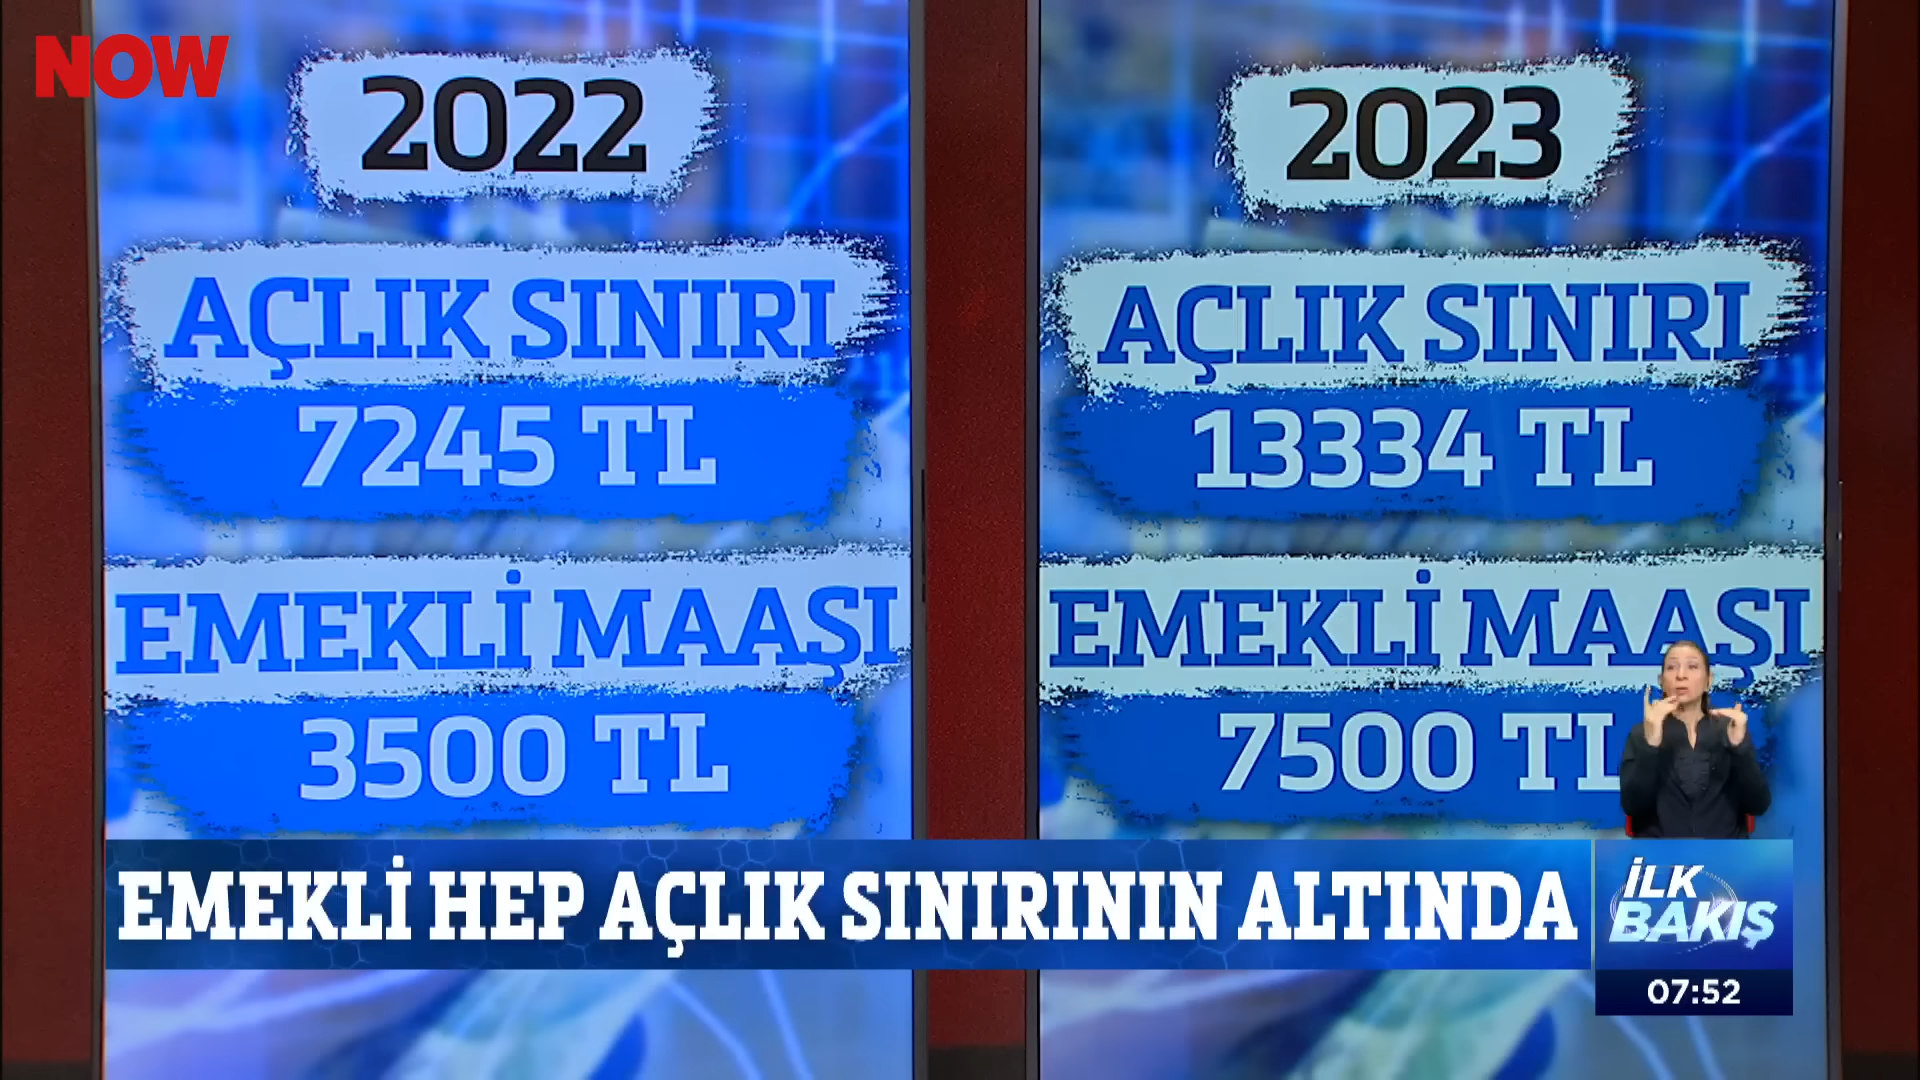 NOW
2022
AÇLIK SINIRI
7245 TL
EMEKLİ MAAŞI
3500 TL
2023
AÇLIK SINIRI
13334 TL
EMEKLİ MAAŞI
7500 TL
EMEKLİ HEP AÇLIK SINIRININ ALTINDA
İLK
BAKIŞ
07:52